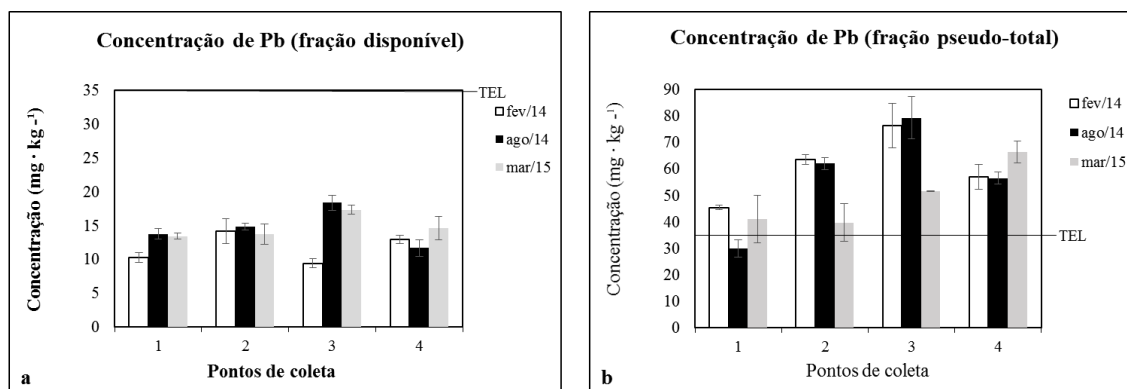 Concentração de Pb (fração disponível)
Concentração (mg · kg -¹)
35
30
25
20
15
10
5
0
TEL
fev/14
ago/14
mar/15
1 2 3 4
Pontos de coleta
a
Concentração de Pb (fração pseudo-total)
Concentração (mg · kg -¹)
90
80
70
60
50
40
30
20
10
0
TEL
fev/14
ago/14
mar/15
1 2 3 4
Pontos de coleta
b